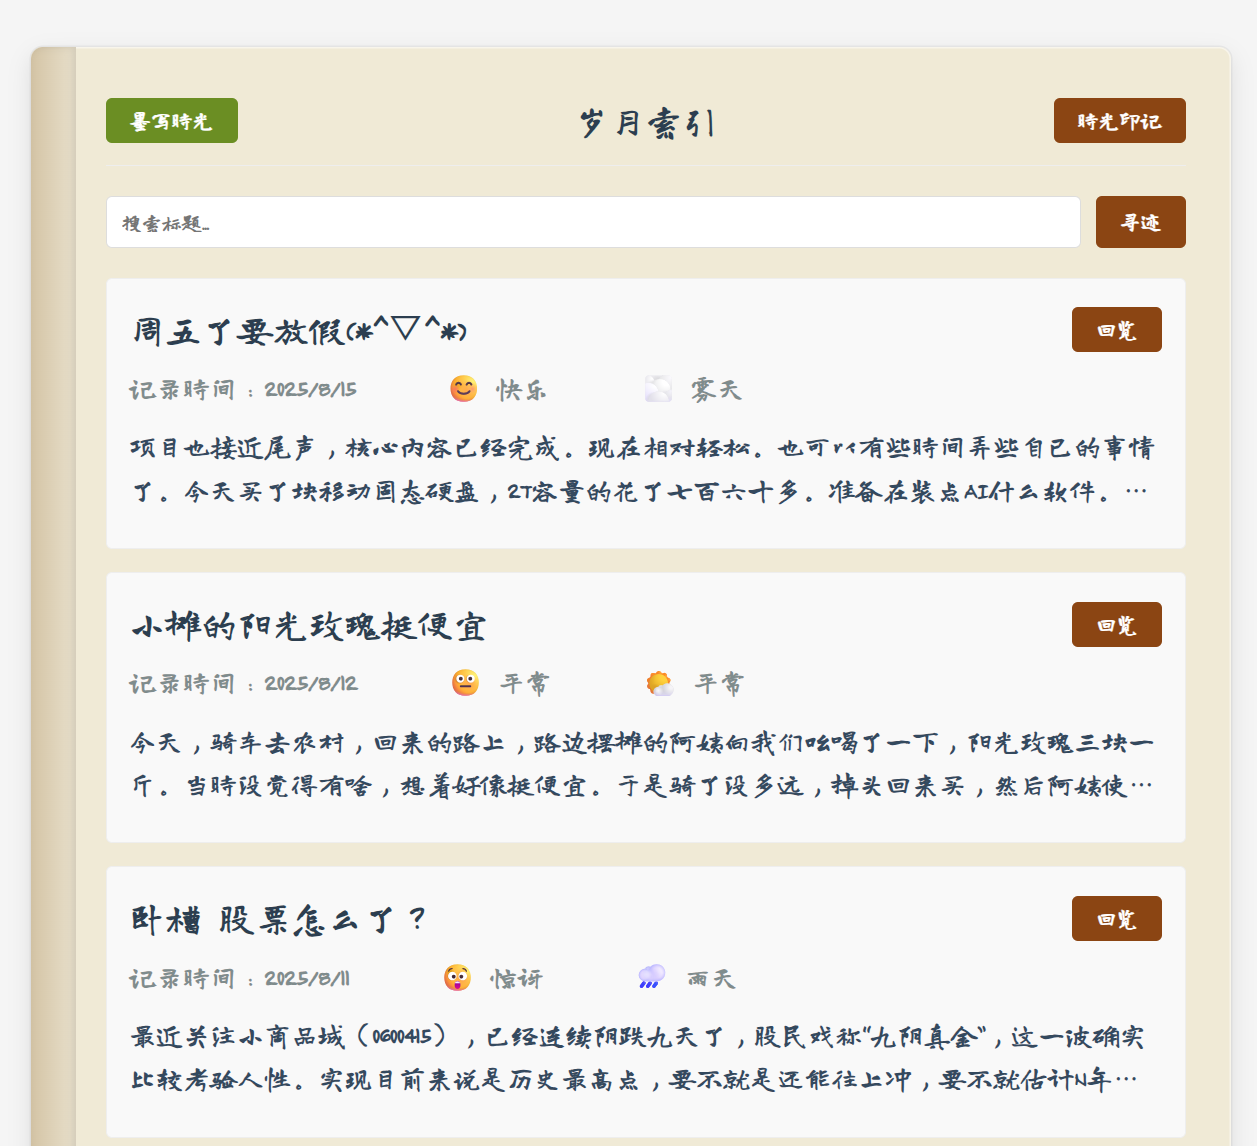 墨写時光
岁月索引
時光印记
搜索标题...
寻迹
周五了要放假(*^▽^*)
回览
记录時间：2025/8/15 快乐 雾天
项目也接近尾声，核心内容已经完成。现在相对轻松。也可以有些時间弄些自已的事情
了。今天买了块移动固态硬盘，2T容量的花了七百六十多。准备在装点AI什么软件。…
小摊的阳光玫瑰挺便宜
回览
记录時间：2025/8/12 平常 平常
今天，骑车去农村，回来的路上，路边摆摊的阿姨向我们吆喝了一下，阳光玫瑰三块一
斤。当時没觉得有啥，想着好像挺便宜。于是骑了没多远，掉头回来买，然后阿姨使…
卧槽 股票怎么了？
回览
记录時间：2025/8/11 惊讶 雨天
最近关注小商品城（0600415），已经连续阴跌九天了，股民戏称“九阴真金”，这一波确实
比较考验人性。实现目前来说是历史最高点，要不就是还能往上冲，要不就估计N年…